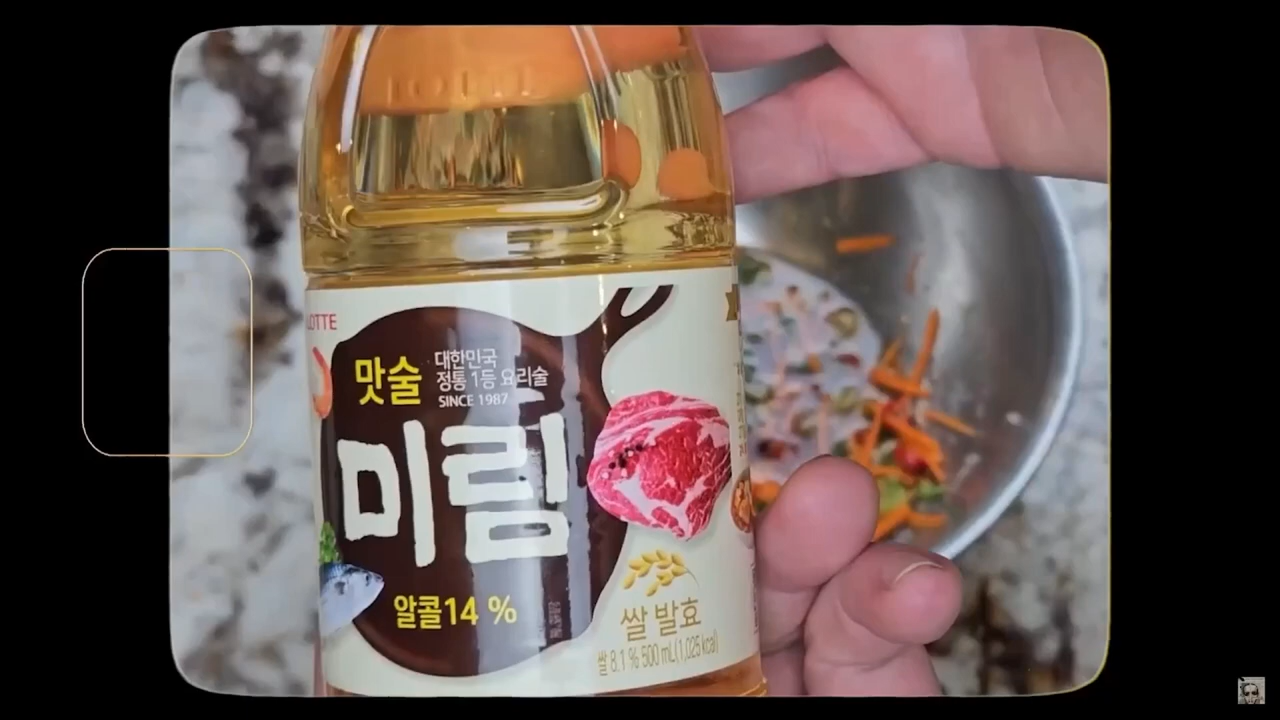 LOTTE
맛술
대한민국
정통 1등 요리술
SINCE 1987
미림
알콜14 %
쌀 발효
쌀 8.1 % 500 mL(1,025 kcal)